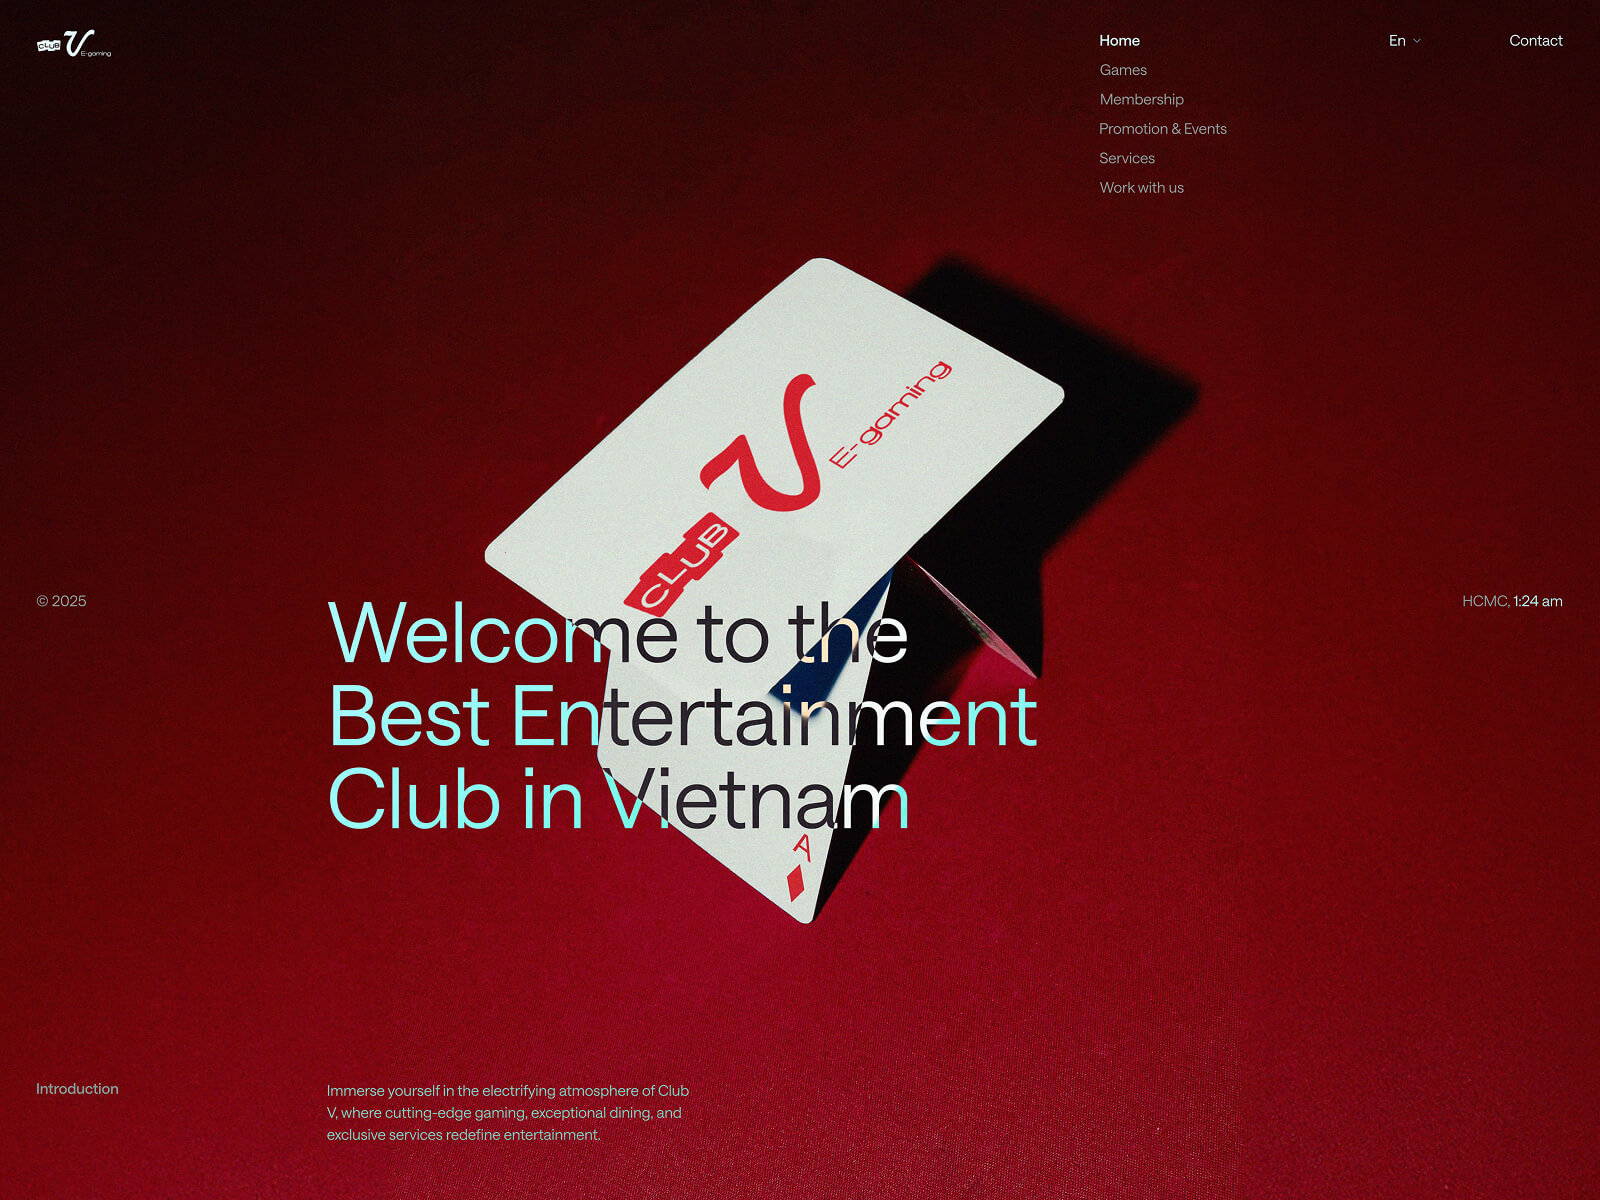 CLUB V E-gaming
Home
Games
Membership
Promotion & Events
Services
Work with us
En
Contact
CLUB V E-gaming
© 2025
HCMC, 1:24 am
Welcome to the
Best Entertainment
Club in Vietnam
A
Introduction
Immerse yourself in the electrifying atmosphere of Club
V, where cutting-edge gaming, exceptional dining, and
exclusive services redefine entertainment.